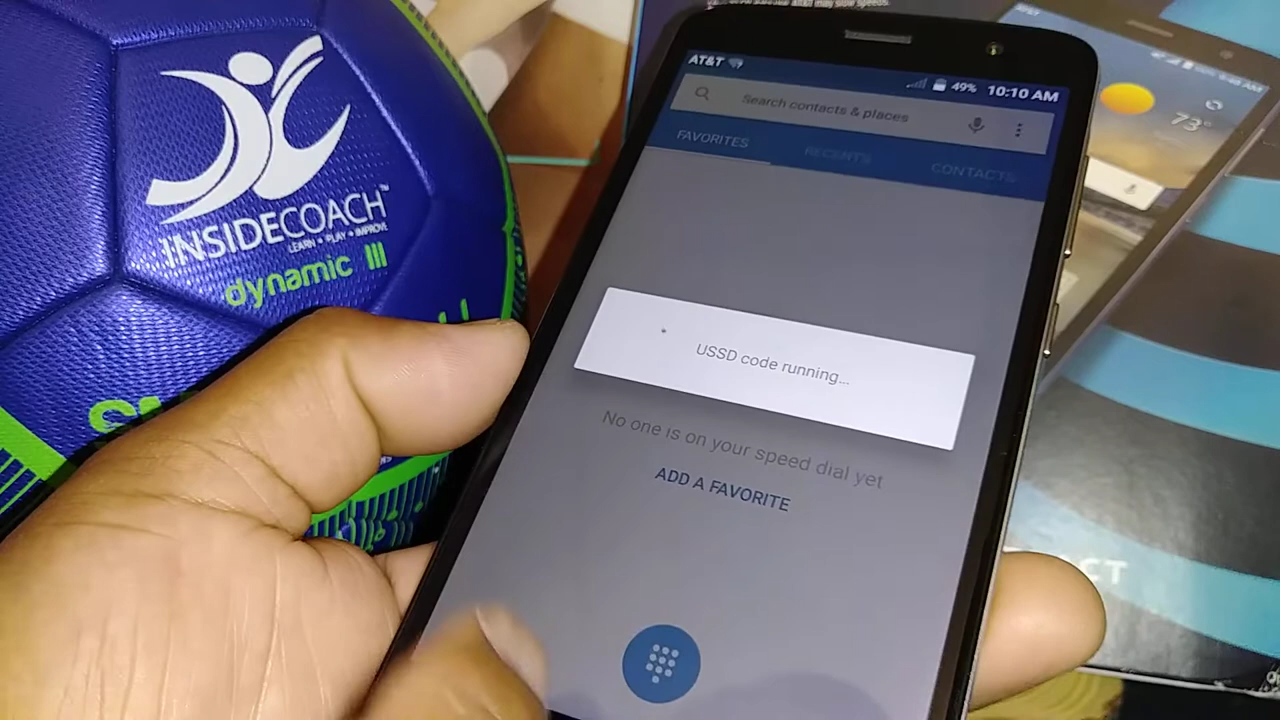 INSIDECOACH™
LEARN • PLAY • IMPROVE
dynamic III
AT&T
49% 10:10 AM
Search contacts & places
FAVORITES RECENTS CONTACTS
USSD code running...
No one is on your speed dial yet
ADD A FAVORITE
AT&T
73°